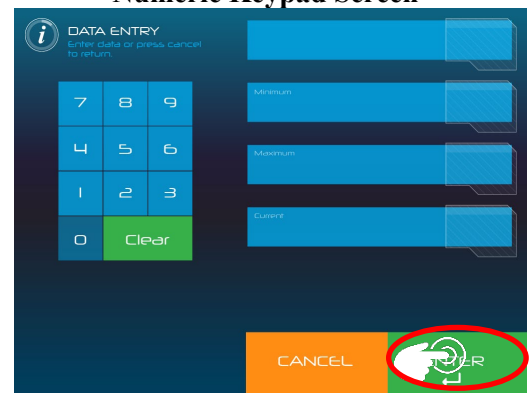 Numeric Keypad Screen
i
DATA ENTRY
Enter data or press cancel
to return.
7 8 9
4 5 6
1 2 3
0 Clear
Minimum
Maximum
Current
CANCEL
ENTER